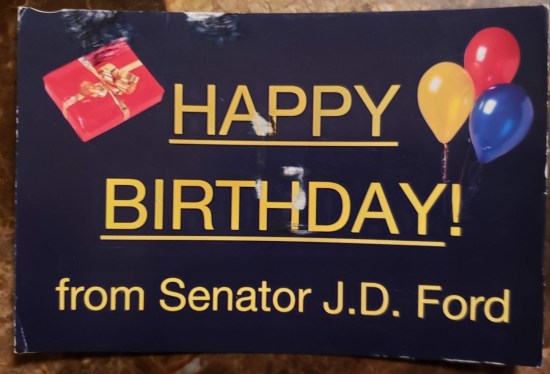 HAPPY
BIRTHDAY!
from Senator J.D. Ford